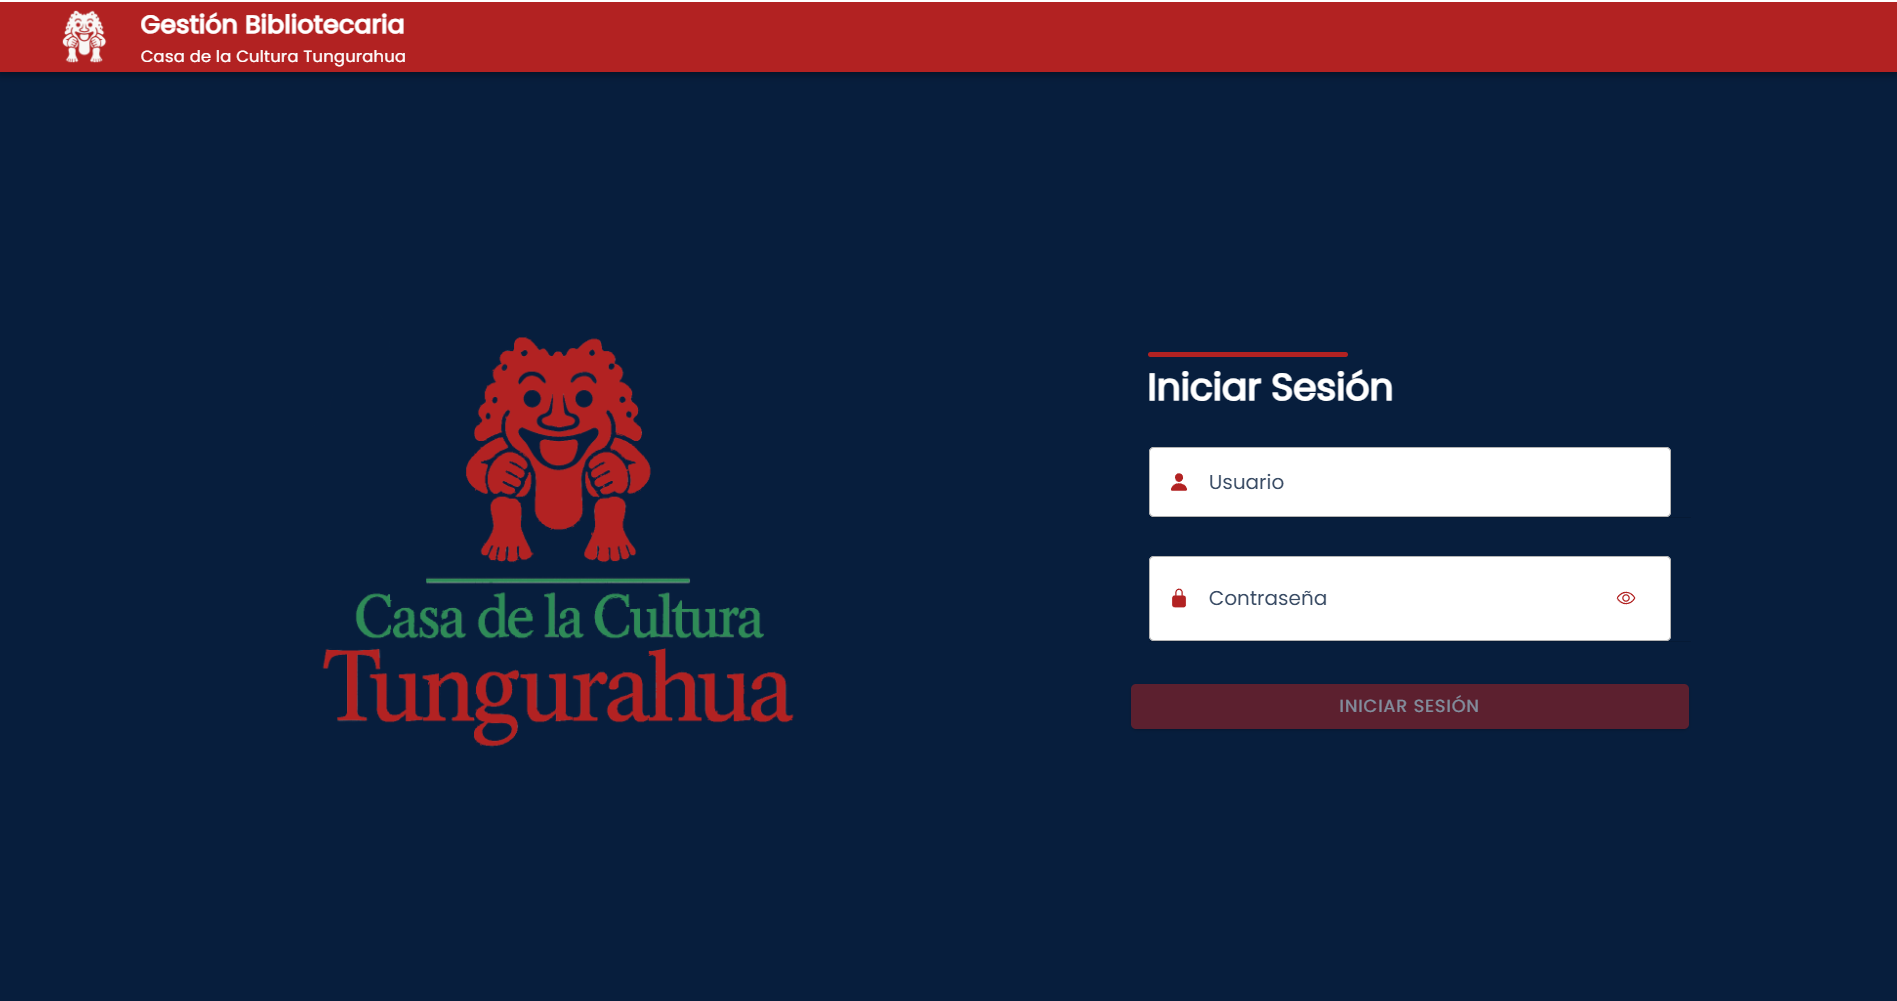 Gestión Bibliotecaria
Casa de la Cultura Tungurahua
Casa de la Cultura
Tungurahua
Iniciar Sesión
Usuario
Contraseña
INICIAR SESIÓN